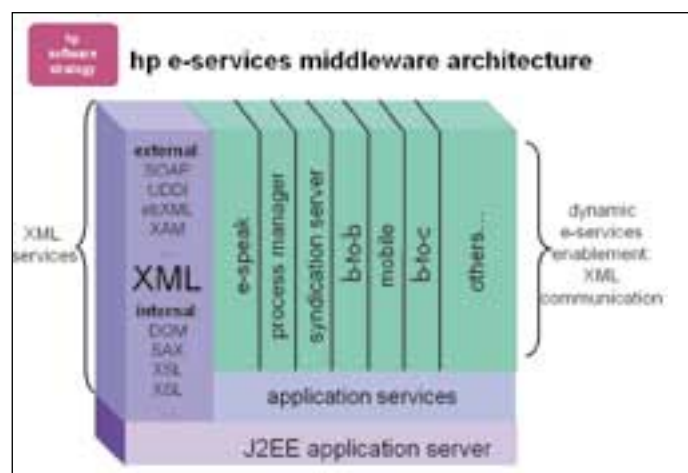 hp
software
strategy
hp e-services middleware architecture
XML
services
external
SOAP
UDDI
ebXML
XAM
XML
internal
DOM
SAX
XSL
XSL
e-speak
process manager
syndication server
b-to-b
mobile
b-to-c
others...
application services
J2EE application server
dynamic
e-services
enablement:
XML
communication